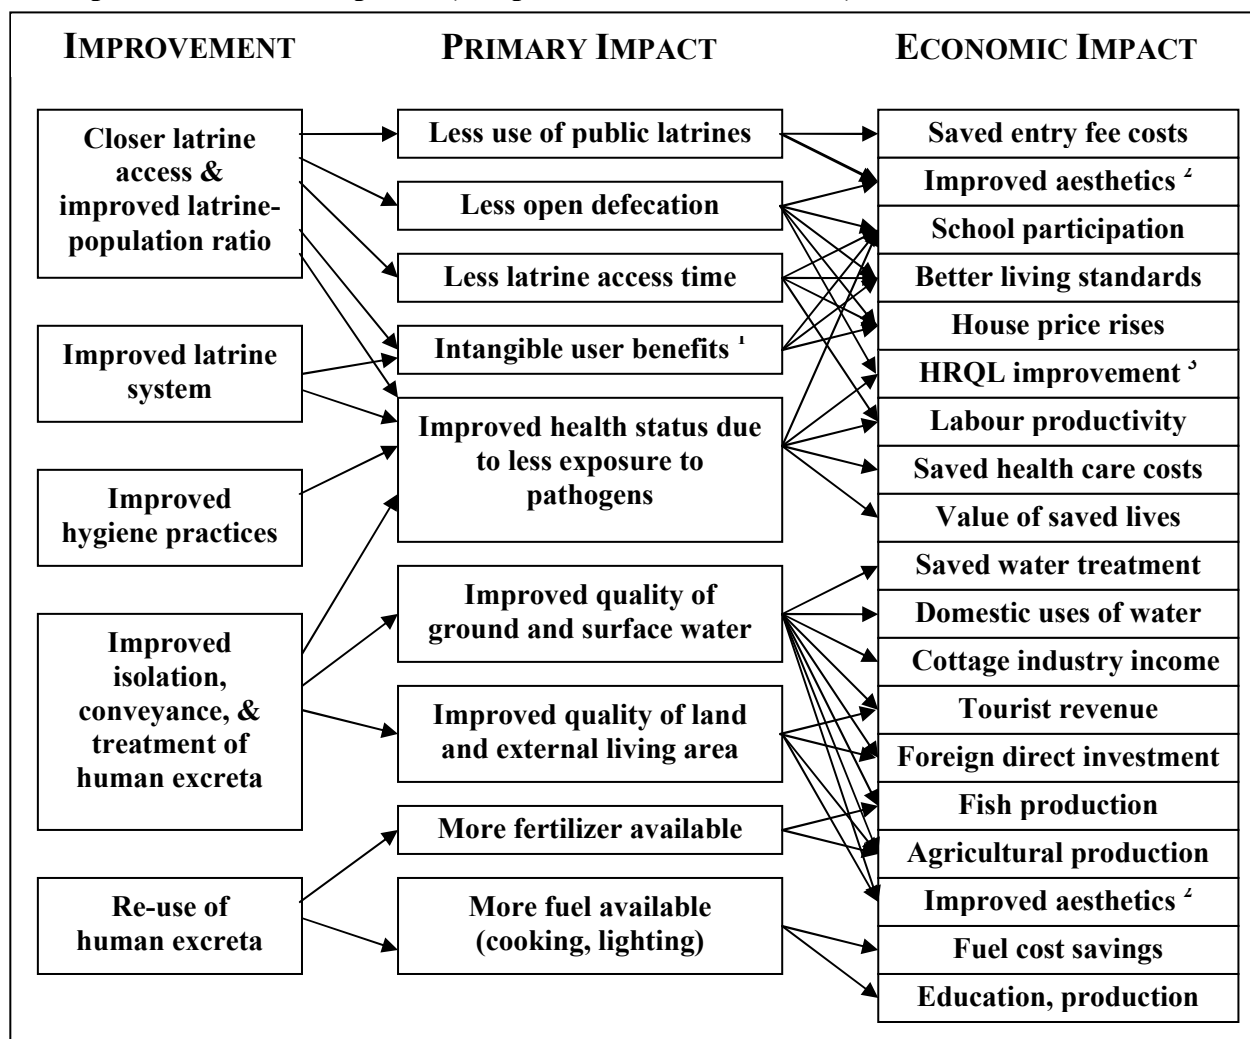 IMPROVEMENT
PRIMARY IMPACT
ECONOMIC IMPACT
Closer latrine
access &
improved latrine-
population ratio
Improved latrine
system
Improved
hygiene practices
Improved
isolation,
conveyance, &
treatment of
human excreta
Re-use of
human excreta
Less use of public latrines
Less open defecation
Less latrine access time
Intangible user benefits 1
Improved health status due
to less exposure to
pathogens
Improved quality of
ground and surface water
Improved quality of land
and external living area
More fertilizer available
More fuel available
(cooking, lighting)
Saved entry fee costs
Improved aesthetics 2
School participation
Better living standards
House price rises
HRQL improvement 3
Labour productivity
Saved health care costs
Value of saved lives
Saved water treatment
Domestic uses of water
Cottage industry income
Tourist revenue
Foreign direct investment
Fish production
Agricultural production
Improved aesthetics 2
Fuel cost savings
Education, production